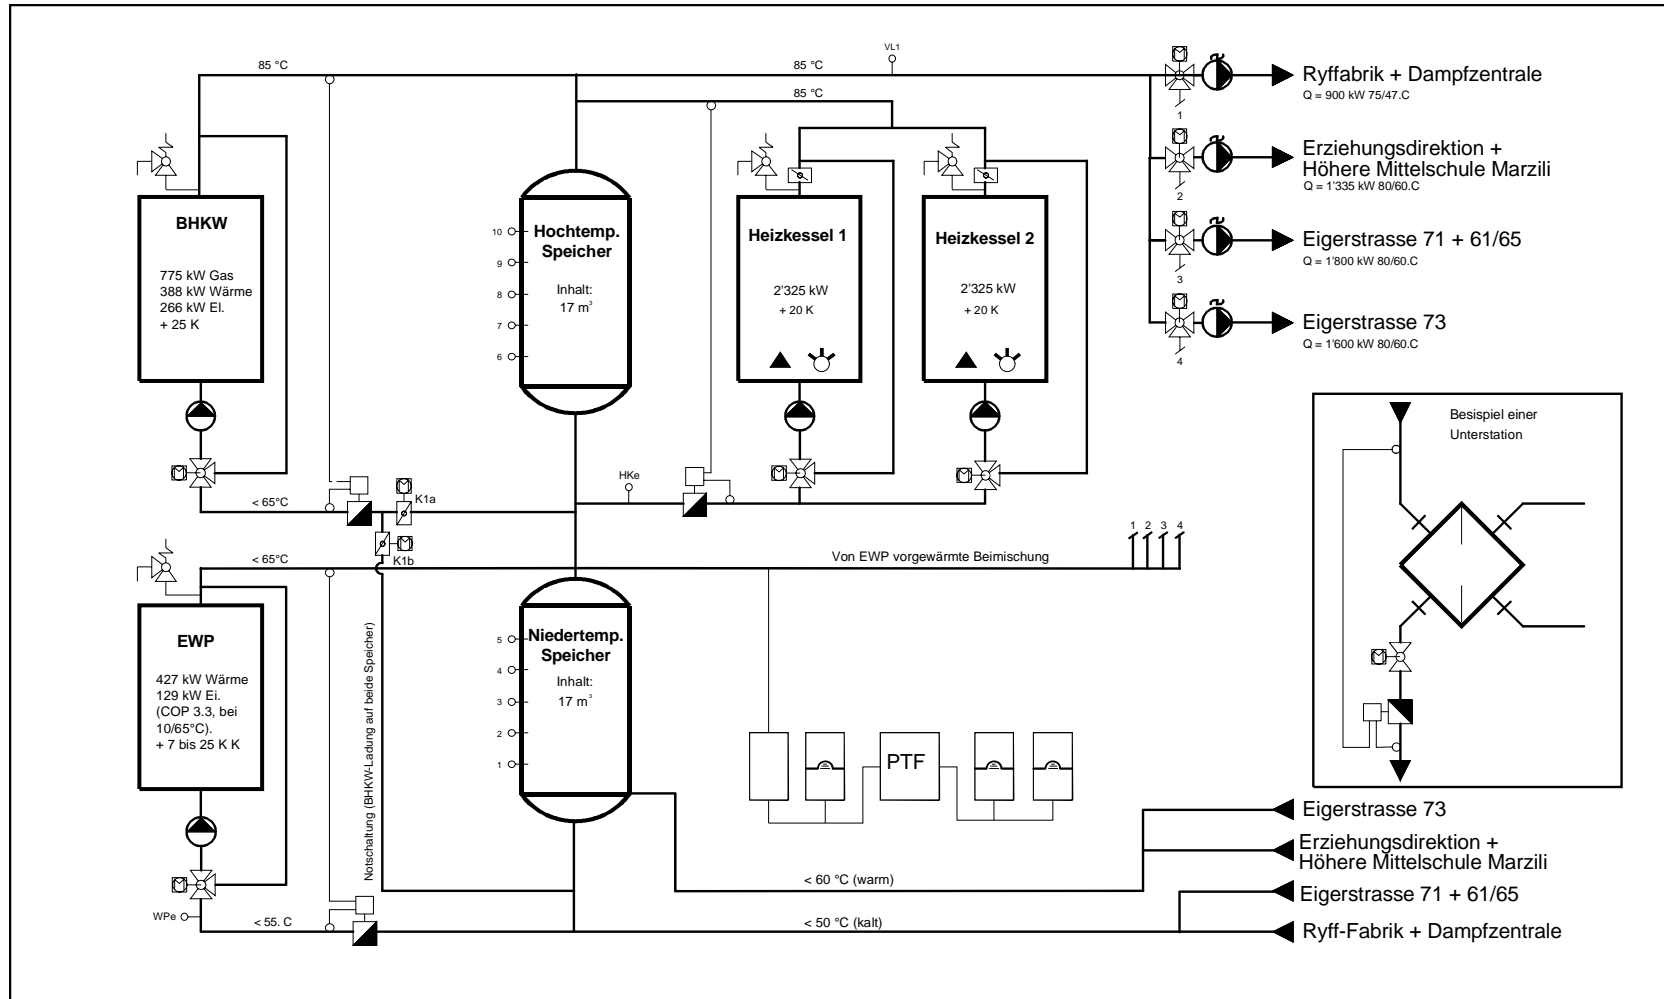 VL1
85 °C
85 °C
85 °C
Ryffabrik + Dampfzentrale
Q = 900 kW 75/47.C
1
Erziehungsdirektion +
Höhere Mittelschule Marzili
Q = 1'335 kW 80/60.C
2
Eigerstrasse 71 + 61/65
Q = 1'800 kW 80/60.C
3
Eigerstrasse 73
Q = 1'600 kW 80/60.C
4
BHKW
775 kW Gas
388 kW Wärme
266 kW El.
+ 25 K
Hochtemp.
Speicher
Inhalt:
17 m³
10
9
8
7
6
Heizkessel 1
2'325 kW
+ 20 K
Heizkessel 2
2'325 kW
+ 20 K
Besispiel einer
Unterstation
< 65°C
K1a
HKe
K1b
< 65°C
Von EWP vorgewärmte Beimischung
1 2 3 4
EWP
427 kW Wärme
129 kW Ei.
(COP 3.3, bei
10/65°C).
+ 7 bis 25 K K
Notschaltung (BHKW-Ladung auf beide Speicher)
Niedertemp.
Speicher
Inhalt:
17 m³
5
4
3
2
1
PTF
Eigerstrasse 73
Erziehungsdirektion +
Höhere Mittelschule Marzili
< 60 °C (warm)
Eigerstrasse 71 + 61/65
WPe
< 55. C
< 50 °C (kalt)
Ryff-Fabrik + Dampfzentrale